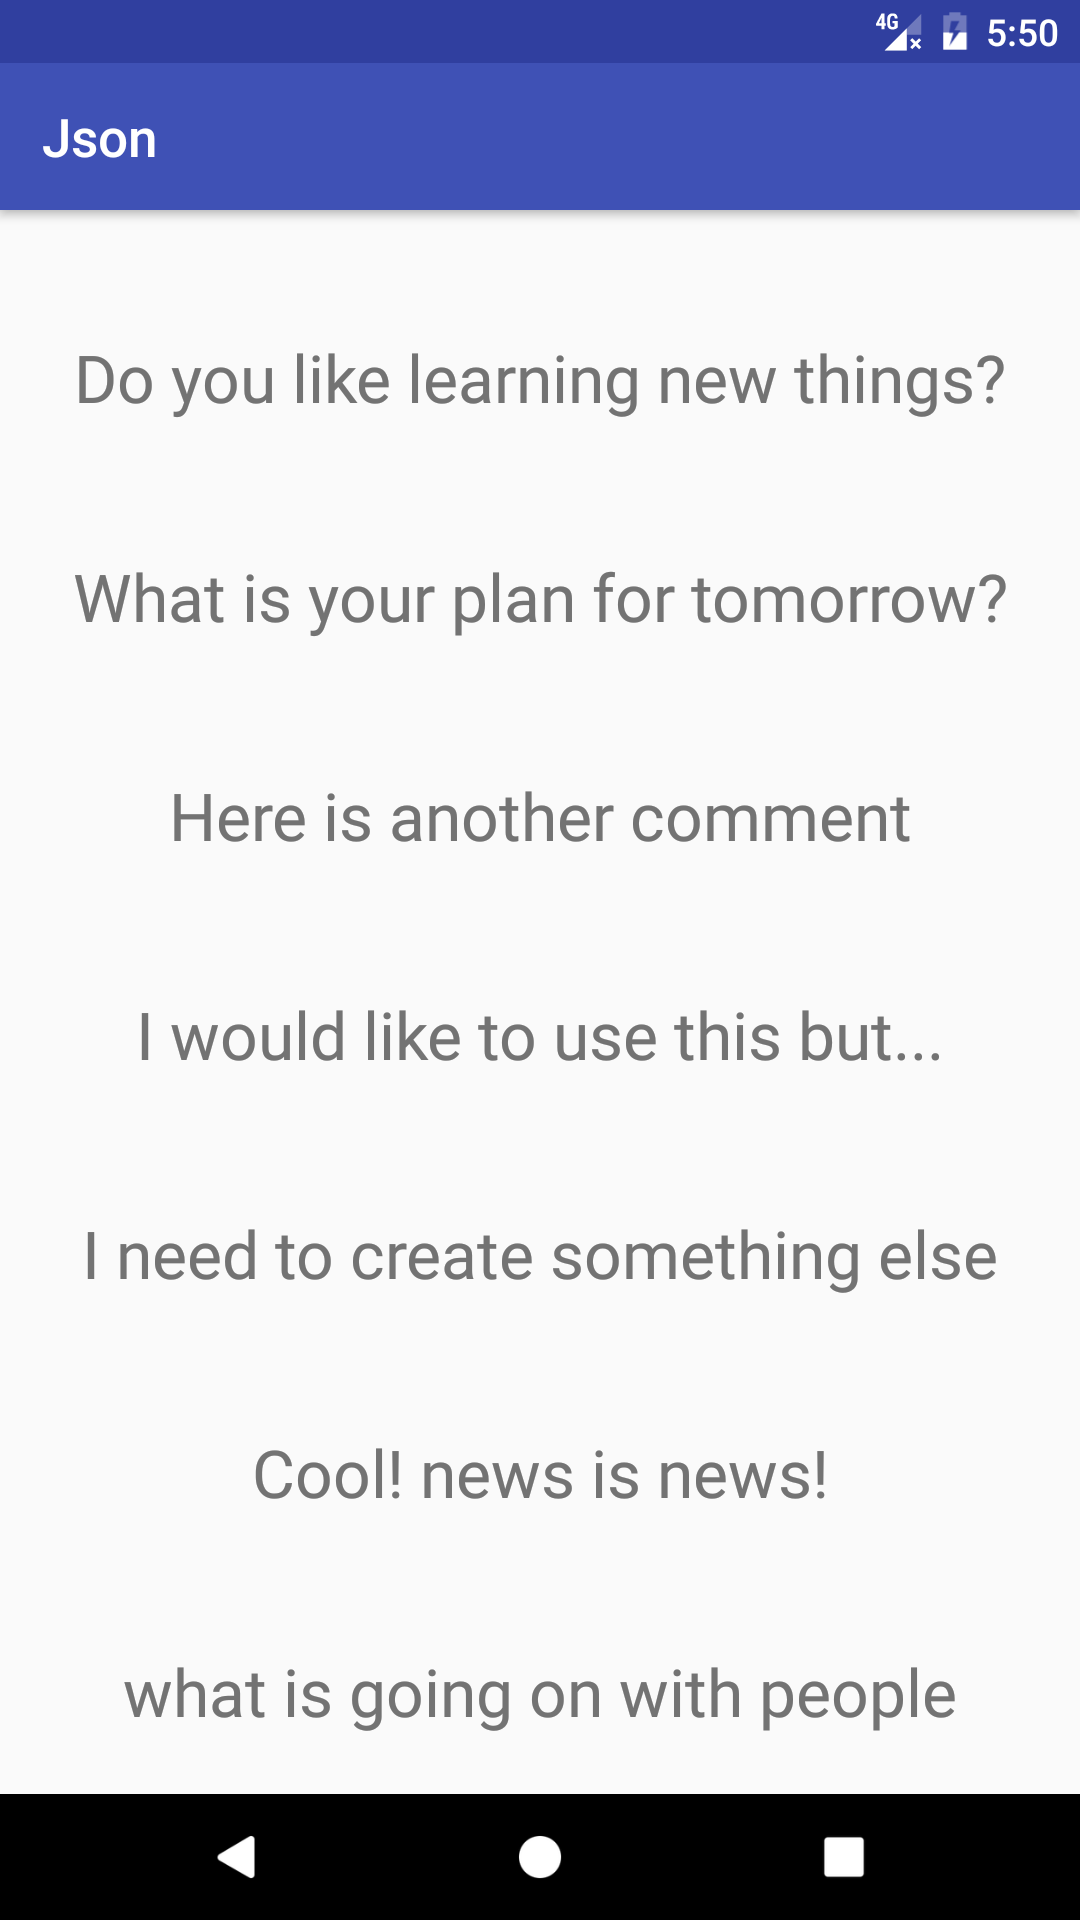 4G 5:50
Json
Do you like learning new things?
What is your plan for tomorrow?
Here is another comment
I would like to use this but...
I need to create something else
Cool! news is news!
what is going on with people